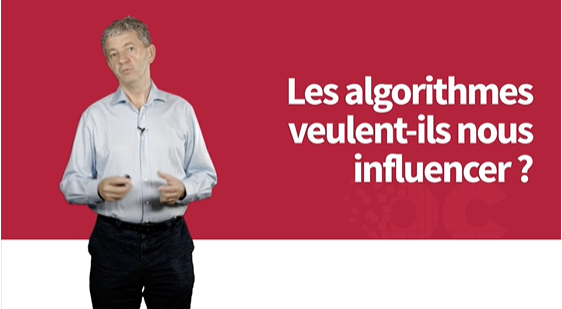 Les algorithmes
veulent-ils nous
influencer ?